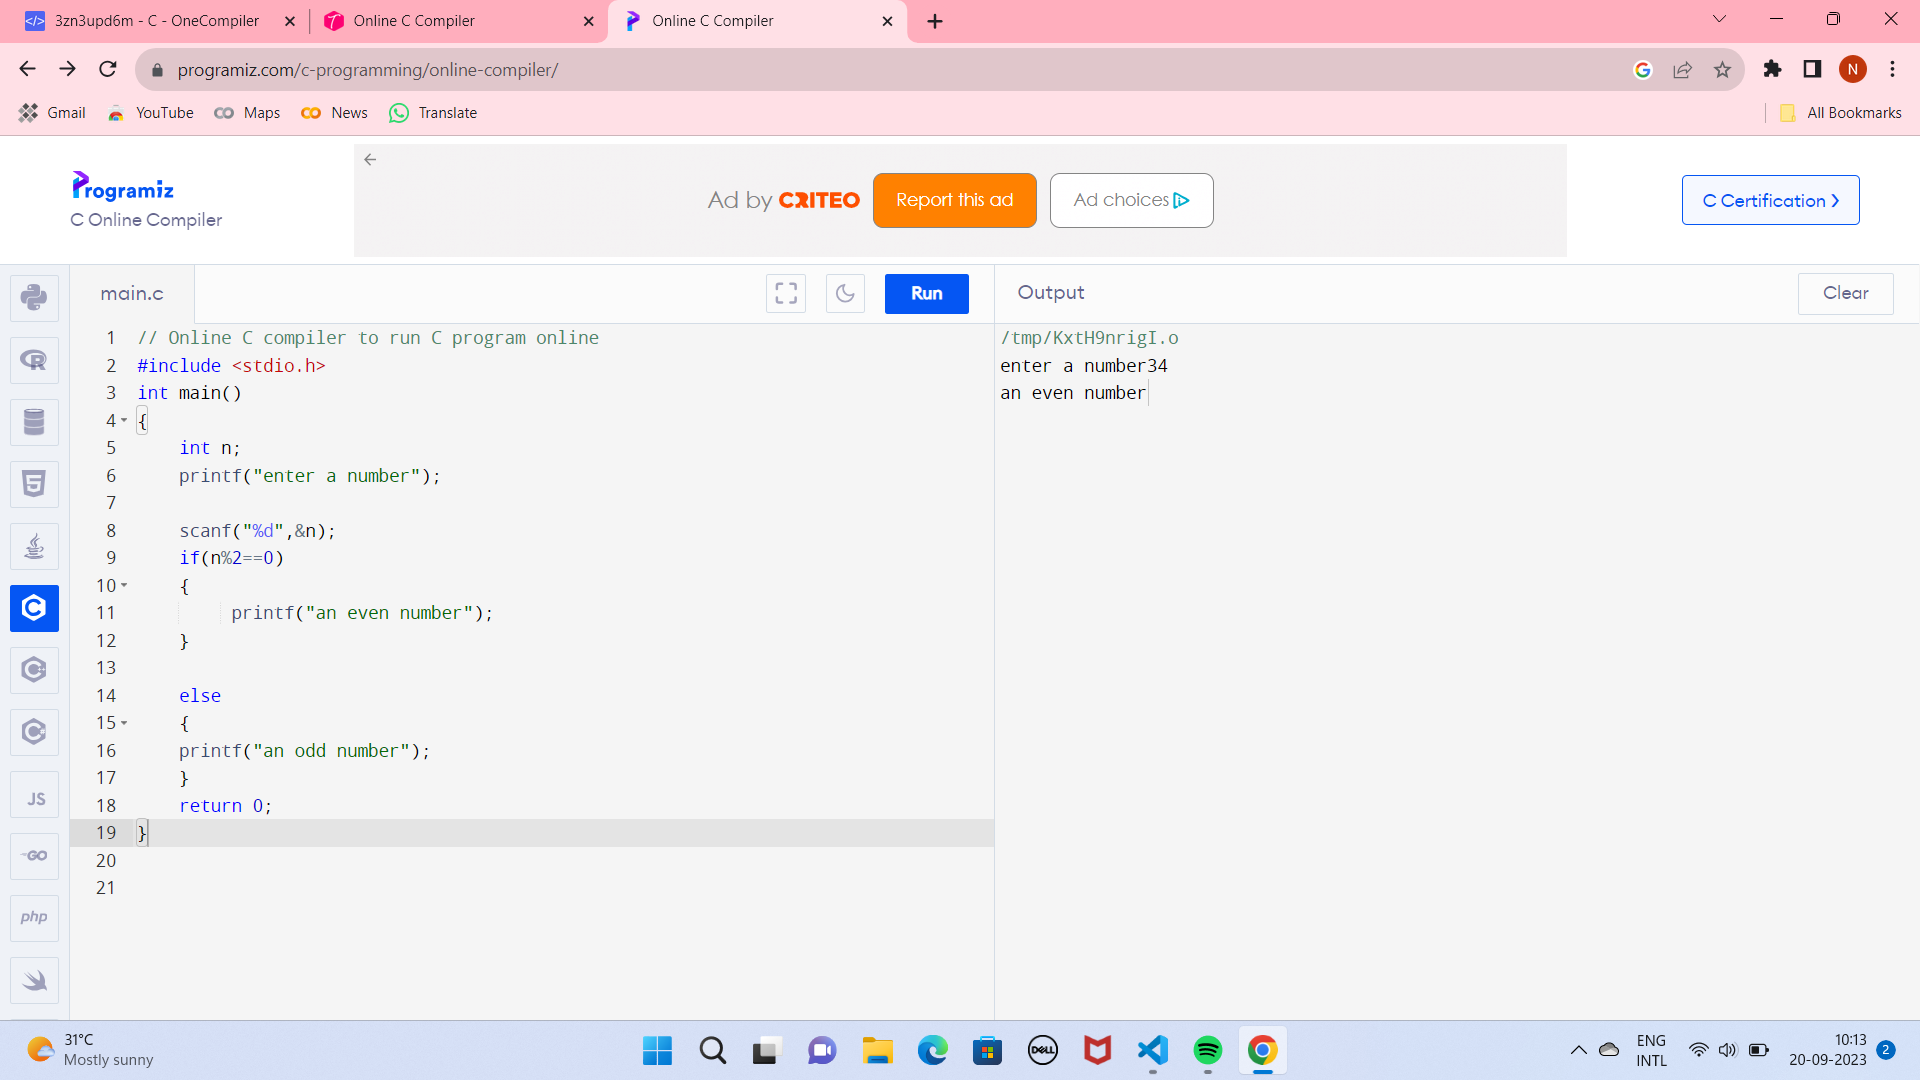 3zn3upd6m - C - OneCompiler
Online C Compiler
Online C Compiler
programiz.com/c-programming/online-compiler/
N
Gmail
YouTube
Maps
News
Translate
All Bookmarks
Programiz
C Online Compiler
Ad by CRITEO
Report this ad
Ad choices
C Certification >
main.c
Run
Output
Clear
1 // Online C compiler to run C program online
2 #include <stdio.h>
3 int main()
4 {
5 int n;
6 printf("enter a number");
7
8 scanf("%d",&n);
9 if(n%2==0)
10 {
11 printf("an even number");
12 }
13
14 else
15 {
16 printf("an odd number");
17 }
18 return 0;
19 }
20
21
/tmp/KxtH9nrigI.o
enter a number34
an even number
JS
GO
php
31°C
Mostly sunny
DELL
ENG
INTL
10:13
20-09-2023
2